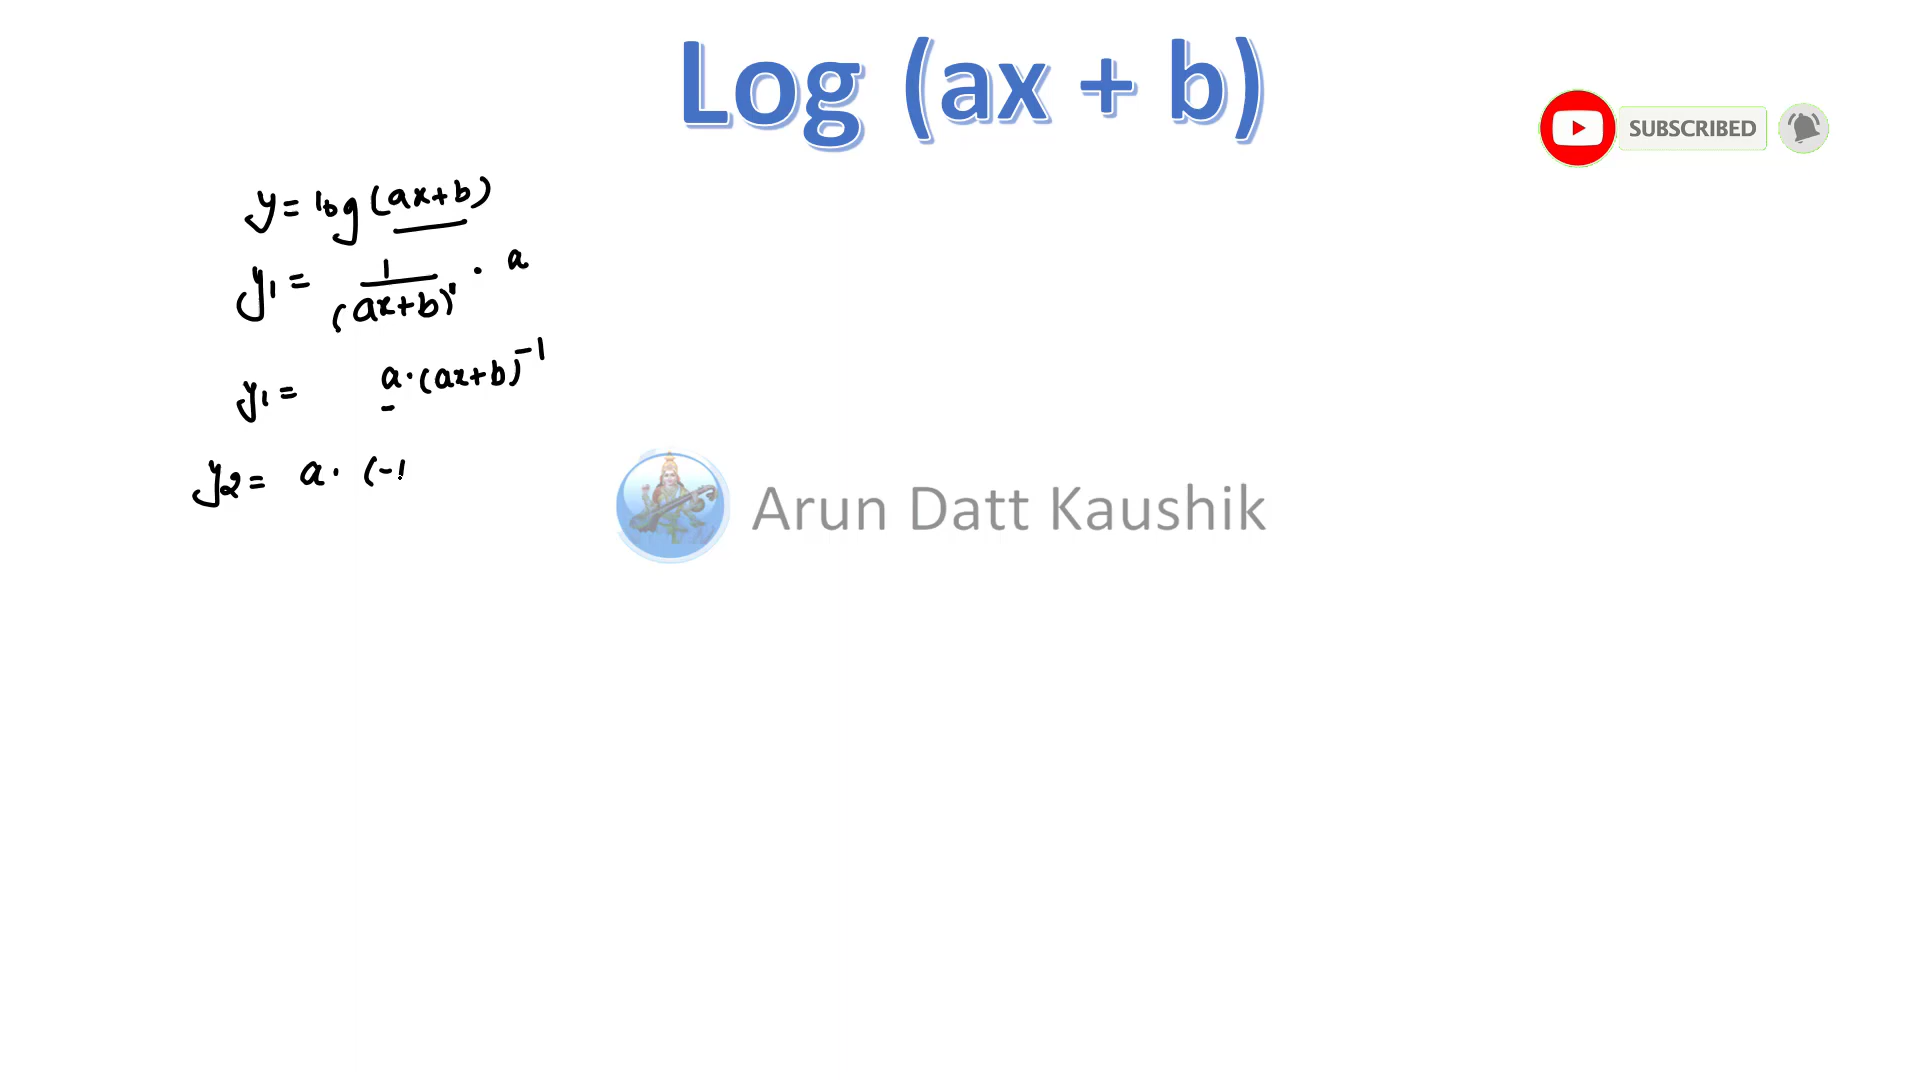 Log (ax + b)
SUBSCRIBED
y = log (ax+b)
y1 = 1/(ax+b)' · a
y1 = a·(ax+b)^-1
y2 = a· (-1
Arun Datt Kaushik